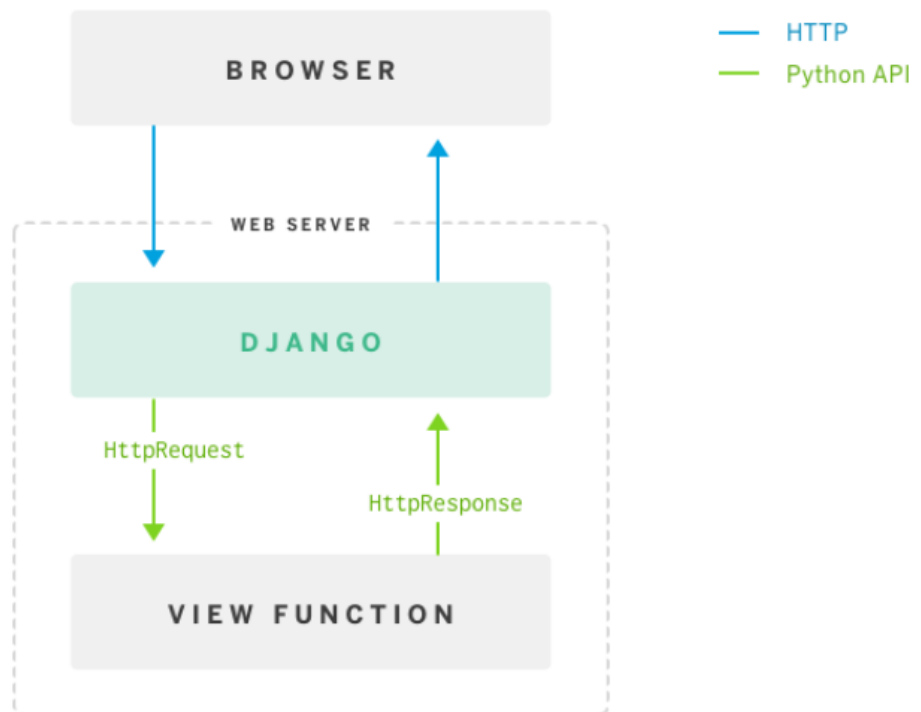 BROWSER
HTTP
Python API
WEB SERVER
DJANGO
HttpRequest
HttpResponse
VIEW FUNCTION